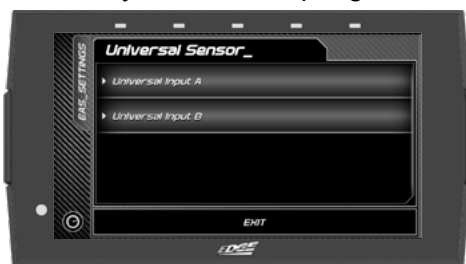 Universal Sensor_
EAS_SETTINGS
Universal Input A
Universal Input B
EXIT
EDGE